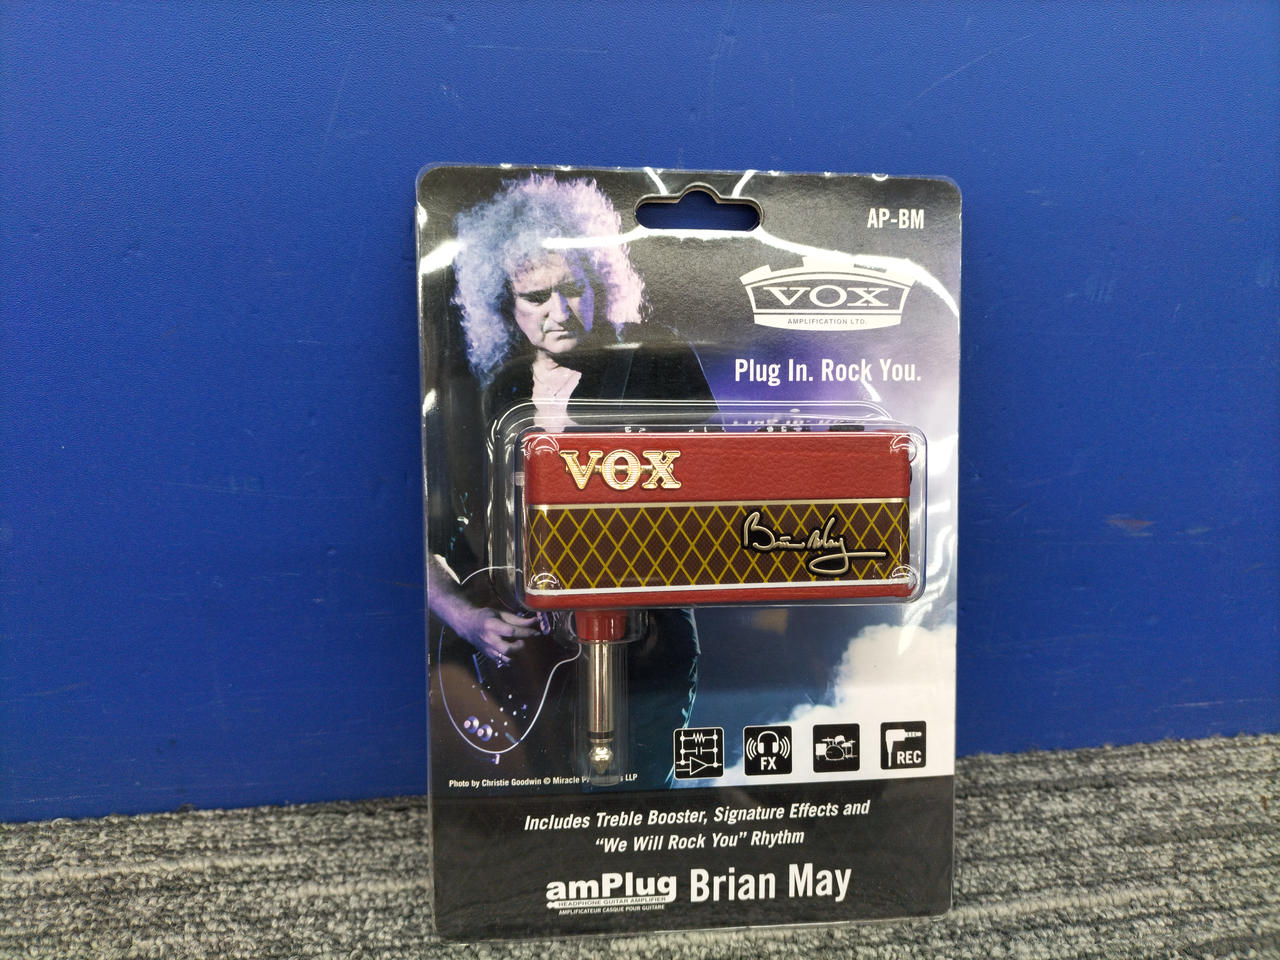 AP-BM
VOX
AMPLIFICATION LTD.
Plug In. Rock You.
VOX
Brian May
FX
REC
Photo by Christie Goodwin © Miracle LLP
Includes Treble Booster, Signature Effects and
“We Will Rock You” Rhythm
amPlug Brian May
HEADPHONE GUITAR AMPLIFIER
AMPLIFICATEUR CASQUE POUR GUITARE